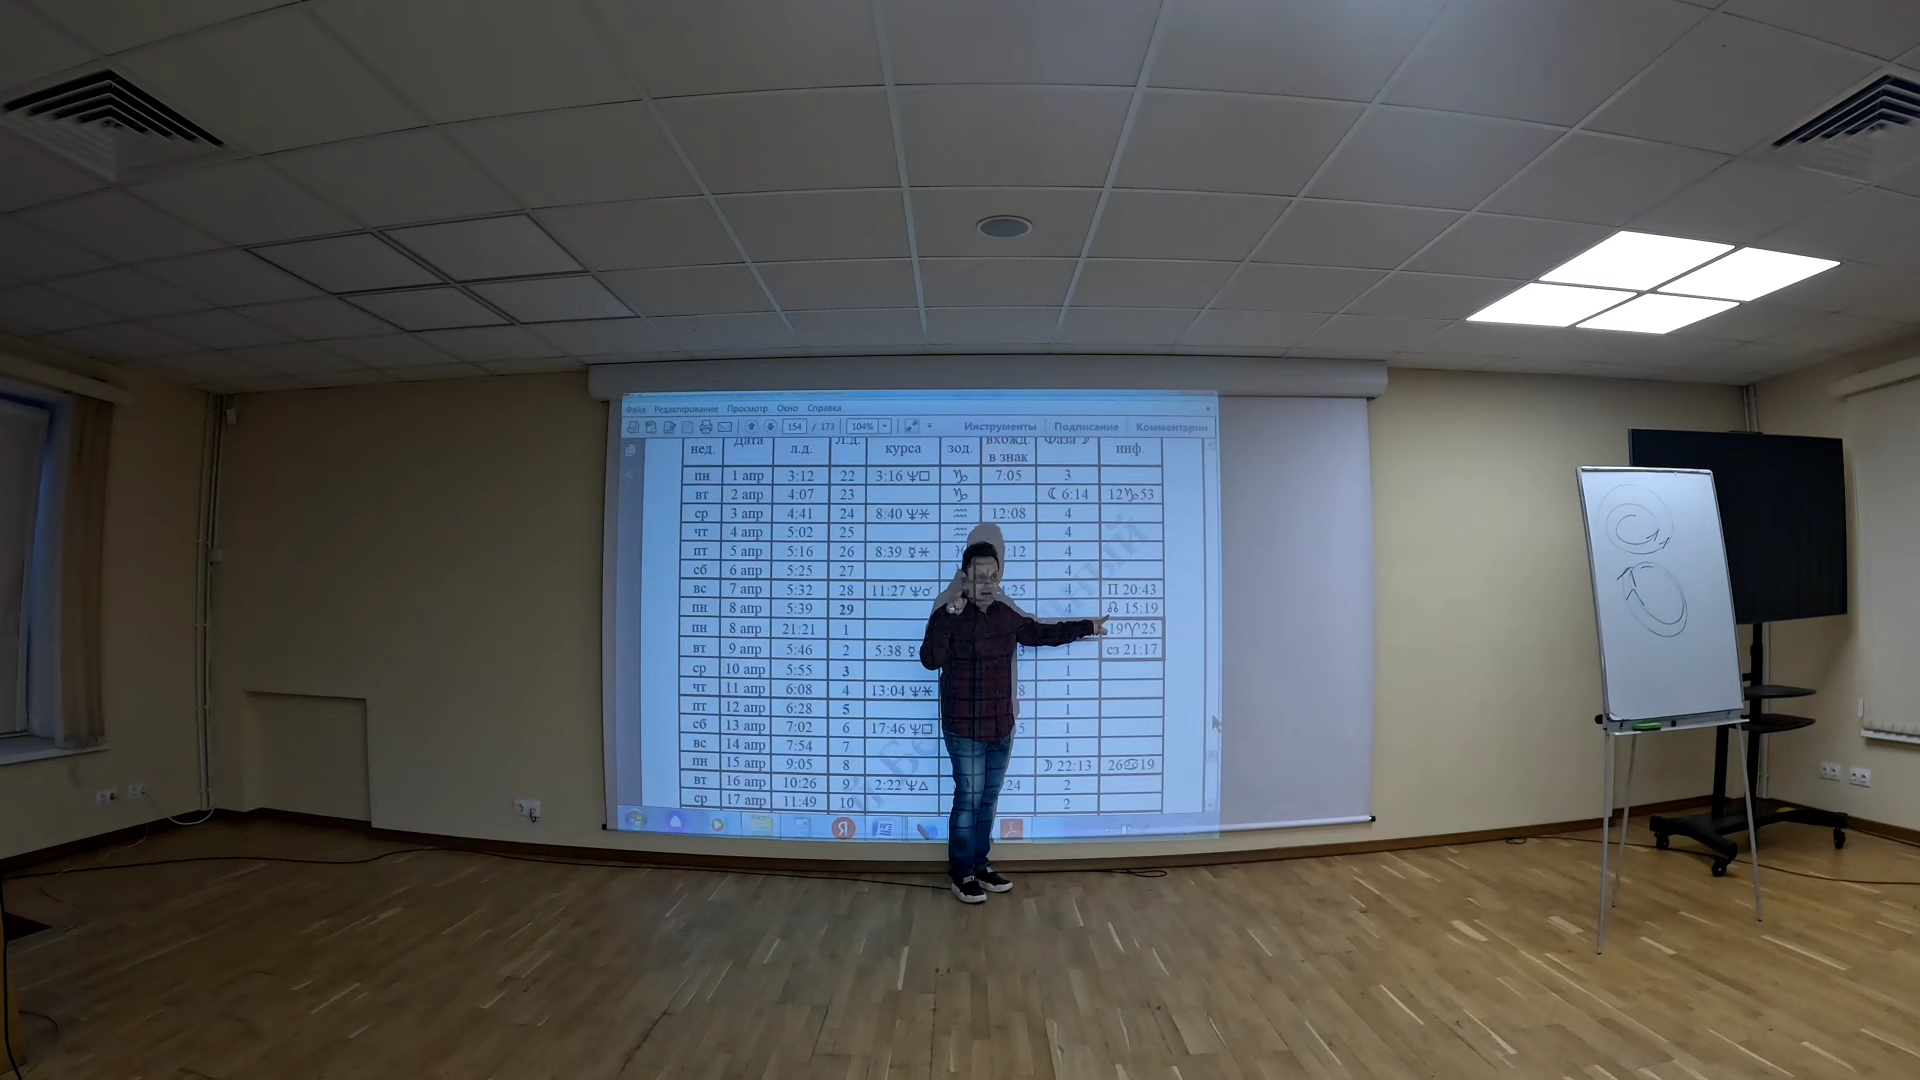 Файл Редактирование Просмотр Окно Справка
154 / 173 104% Инструменты Подписание Комментарии
нед. Дата л.д. Л.д. курса зод. вхожд. в знак Фаза ☽ инф.
пн 1 апр 3:12 22 3:16 ♆□ ♑ 7:05 3
вт 2 апр 4:07 23 ♑ ☾ 6:14 12♑53
ср 3 апр 4:41 24 8:40 ♆⚹ ♒ 12:08 4
чт 4 апр 5:02 25 ♒ 4
пт 5 апр 5:16 26 8:39 ☿⚹ :12 4
сб 6 апр 5:25 27 4
вс 7 апр 5:32 28 11:27 ♆☌ :25 4 П 20:43
пн 8 апр 5:39 29 4 ☊ 15:19
пн 8 апр 21:21 1 19♈25
вт 9 апр 5:46 2 5:38 ☿ 3 1 сз 21:17
ср 10 апр 5:55 3 1
чт 11 апр 6:08 4 13:04 ♆⚹ 8 1
пт 12 апр 6:28 5 1
сб 13 апр 7:02 6 17:46 ♆□ 5 1
вс 14 апр 7:54 7 1
пн 15 апр 9:05 8 ☽ 22:13 26♋19
вт 16 апр 10:26 9 2:22 ♆△ :24 2
ср 17 апр 11:49 10 2
Я